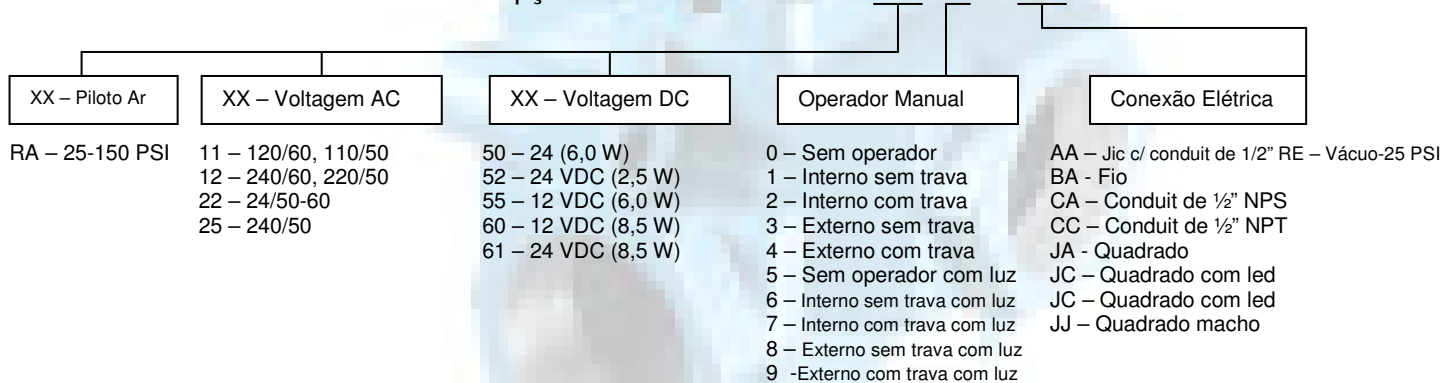 XX – Piloto Ar
RA – 25-150 PSI
XX – Voltagem AC
11 – 120/60, 110/50
12 – 240/60, 220/50
22 – 24/50-60
25 – 240/50
XX – Voltagem DC
50 – 24 (6,0 W)
52 – 24 VDC (2,5 W)
55 – 12 VDC (6,0 W)
60 – 12 VDC (8,5 W)
61 – 24 VDC (8,5 W)
Operador Manual
0 – Sem operador
1 – Interno sem trava
2 – Interno com trava
3 – Externo sem trava
4 – Externo com trava
5 – Sem operador com luz
6 – Interno sem trava com luz
7 – Interno com trava com luz
8 – Externo sem trava com luz
9 -Externo com trava com luz
Conexão Elétrica
AA – Jic c/ conduit de 1/2” RE – Vácuo-25 PSI
BA - Fio
CA – Conduit de ½” NPS
CC – Conduit de ½” NPT
JA - Quadrado
JC – Quadrado com led
JC – Quadrado com led
JJ – Quadrado macho